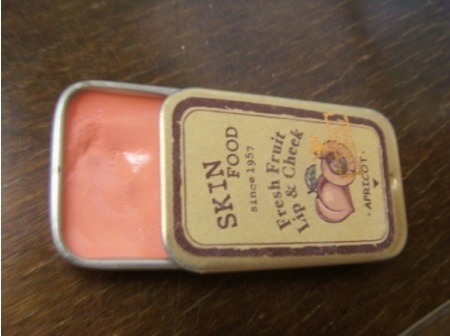 SKIN
FOOD
since 1957
Fresh Fruit
Lip & Cheek
• APRICOT •